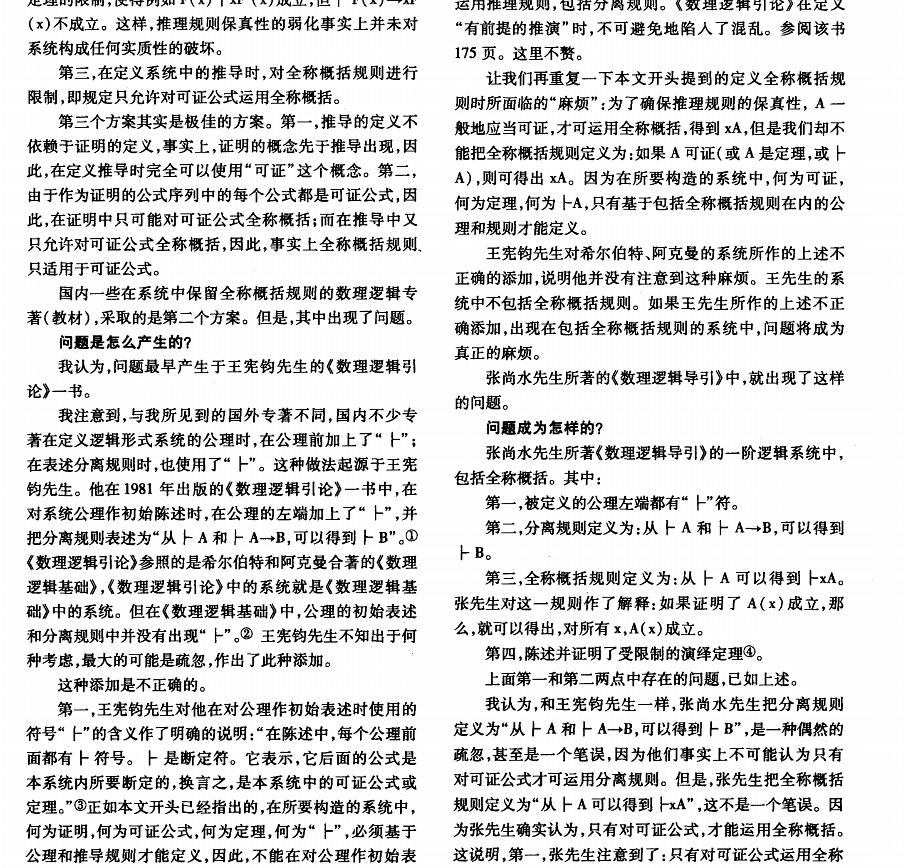 (x)不成立。这样,推理规则保真性的弱化事实上并未对
系统构成任何实质性的破坏。
第三,在定义系统中的推导时,对全称概括规则进行
限制,即规定只允许对可证公式运用全称概括。
第三个方案其实是极佳的方案。第一,推导的定义不
依赖于证明的定义,事实上,证明的概念先于推导出现,因
此,在定义推导时完全可以使用“可证”这个概念。第二,
由于作为证明的公式序列中的每个公式都是可证公式,因
此,在证明中只可能对可证公式全称概括;而在推导中又
只允许对可证公式全称概括,因此,事实上全称概括规则
只适用于可证公式。
国内一些在系统中保留全称概括规则的数理逻辑专
著(教材),采取的是第二个方案。但是,其中出现了问题。
问题是怎么产生的?
我认为,问题最早产生于王宪钧先生的《数理逻辑引
论》一书。
我注意到,与我所见到的国外专著不同,国内不少专
著在定义逻辑形式系统的公理时,在公理前加上了“├”;
在表述分离规则时,也使用了“├”。这种做法起源于王宪
钧先生。他在 1981 年出版的《数理逻辑引论》一书中,在
对系统公理作初始陈述时,在公理的左端加上了“├”,并
把分离规则表述为“从├ A 和├ A→B,可以得到├ B”。①
《数理逻辑引论》参照的是希尔伯特和阿克曼合著的《数理
逻辑基础》,《数理逻辑引论》中的系统就是《数理逻辑基
础》中的系统。但在《数理逻辑基础》中,公理的初始表述
和分离规则中并没有出现“├”。② 王宪钧先生不知出于何
种考虑,最大的可能是疏忽,作出了此种添加。
这种添加是不正确的。
第一,王宪钧先生对他在对公理作初始表述时使用的
符号“├”的含义作了明确的说明:“在陈述中,每个公理前
面都有├ 符号。├ 是断定符。它表示,它后面的公式是
本系统内所要断定的,换言之,是本系统中的可证公式或
定理。”③正如本文开头已经指出的,在所要构造的系统中,
何为证明,何为可证公式,何为定理,何为“├”,必须基于
公理和推导规则才能定义,因此,不能在对公理作初始表
运用推理规则,包括分离规则。《数理逻辑引论》在定义
“有前提的推演”时,不可避免地陷入了混乱。参阅该书
175 页。这里不赘。
让我们再重复一下本文开头提到的定义全称概括规
则时所面临的“麻烦”:为了确保推理规则的保真性, A 一
般地应当可证,才可运用全称概括,得到 xA,但是我们却不
能把全称概括规则定义为:如果 A 可证(或 A 是定理,或├
A),则可得出 xA。因为在所要构造的系统中,何为可证,
何为定理,何为├A,只有基于包括全称概括规则在内的公
理和规则才能定义。
王宪钧先生对希尔伯特、阿克曼的系统所作的上述不
正确的添加,说明他并没有注意到这种麻烦。王先生的系
统中不包括全称概括规则。如果王先生所作的上述不正
确添加,出现在包括全称概括规则的系统中,问题将成为
真正的麻烦。
张尚水先生所著的《数理逻辑导引》中,就出现了这样
的问题。
问题成为怎样的?
张尚水先生所著《数理逻辑导引》的一阶逻辑系统中,
包括全称概括。其中:
第一,被定义的公理左端都有“├”符。
第二,分离规则定义为:从├ A 和├ A→B,可以得到
├ B。
第三,全称概括规则定义为:从├ A 可以得到├xA。
张先生对这一规则作了解释:如果证明了 A(x)成立,那
么,就可以得出,对所有 x,A(x)成立。
第四,陈述并证明了受限制的演绎定理④。
上面第一和第二两点中存在的问题,已如上述。
我认为,和王宪钧先生一样,张尚水先生把分离规则
定义为“从├ A 和├ A→B,可以得到├ B”,是一种偶然的
疏忽,甚至是一个笔误,因为他们事实上不可能认为只有
对可证公式才可运用分离规则。但是,张先生把全称概括
规则定义为“从├ A 可以得到├xA”,这不是一个笔误。因
为张先生确实认为,只有对可证公式,才能运用全称概括。
这说明,第一,张先生注意到了:只有对可证公式运用全称